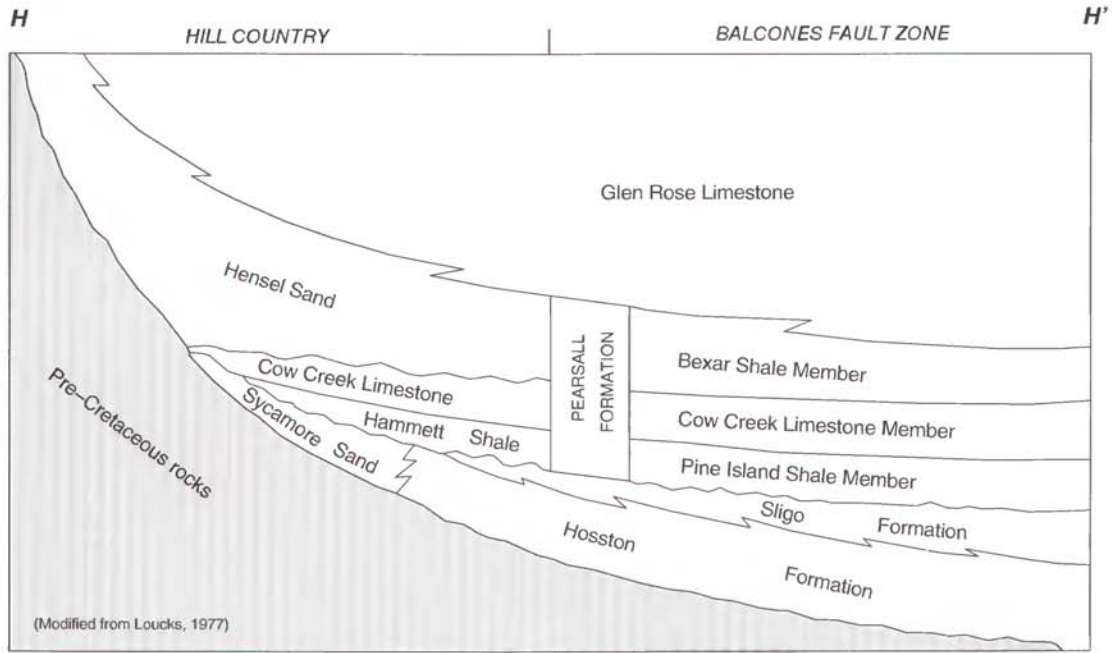 H
H'
HILL COUNTRY
BALCONES FAULT ZONE
Glen Rose Limestone
Hensel Sand
PEARSALL
FORMATION
Bexar Shale Member
Cow Creek Limestone
Cow Creek Limestone Member
Pre–Cretaceous rocks
Sycamore Sand
Hammett Shale
Pine Island Shale Member
Sligo Formation
Hosston Formation
(Modified from Loucks, 1977)